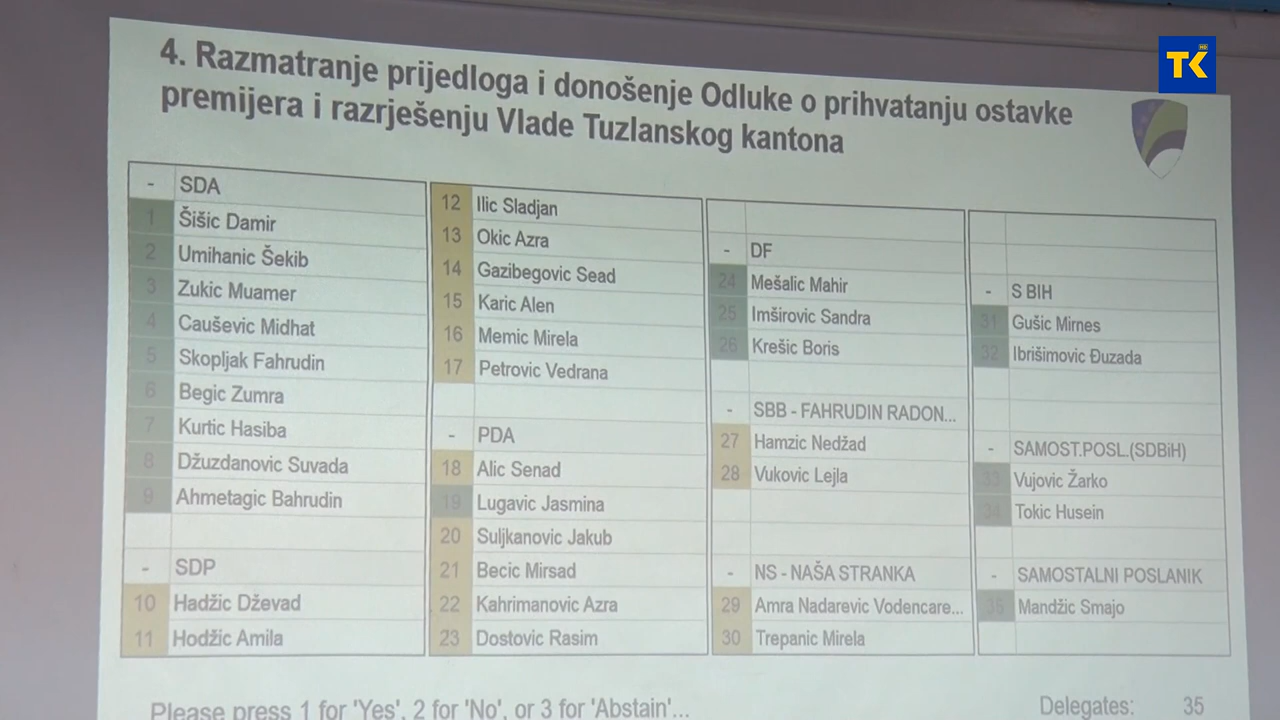 TK HD
4. Razmatranje prijedloga i donošenje Odluke o prihvatanju ostavke
premijera i razrješenju Vlade Tuzlanskog kantona
- SDA
1 Šišic Damir
2 Umihanic Šekib
3 Zukic Muamer
4 Cauševic Midhat
5 Skopljak Fahrudin
6 Begic Zumra
7 Kurtic Hasiba
8 Džuzdanovic Suvada
9 Ahmetagic Bahrudin
- SDP
10 Hadžic Dževad
11 Hodžic Amila
12 Ilic Sladjan
13 Okic Azra
14 Gazibegovic Sead
15 Karic Alen
16 Memic Mirela
17 Petrovic Vedrana
- PDA
18 Alic Senad
19 Lugavic Jasmina
20 Suljkanovic Jakub
21 Becic Mirsad
22 Kahrimanovic Azra
23 Dostovic Rasim
- DF
24 Mešalic Mahir
25 Imširovic Sandra
26 Krešic Boris
- SBB - FAHRUDIN RADON...
27 Hamzic Nedžad
28 Vukovic Lejla
- NS - NAŠA STRANKA
29 Amra Nadarevic Vodencare...
30 Trepanic Mirela
- S BIH
31 Gušic Mirnes
32 Ibrišimovic Đuzada
- SAMOST.POSL.(SDBiH)
33 Vujovic Žarko
34 Tokic Husein
- SAMOSTALNI POSLANIK
35 Mandžic Smajo
Please press 1 for 'Yes', 2 for 'No', or 3 for 'Abstain'...
Delegates: 35